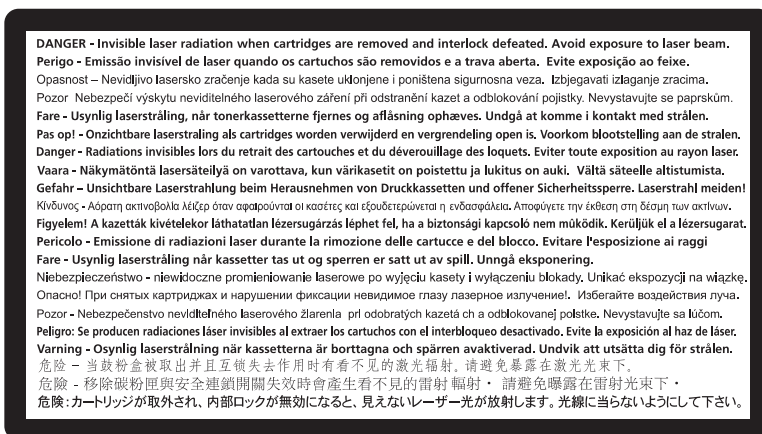 DANGER - Invisible laser radiation when cartridges are removed and interlock defeated. Avoid exposure to laser beam.
Perigo - Emissão invisível de laser quando os cartuchos são removidos e a trava aberta. Evite exposição ao feixe.
Opasnost – Nevidljivo lasersko zračenje kada su kasete uklonjene i poništena sigurnosna veza. Izbjegavati izlaganje zracima.
Pozor Nebezpečí výskytu neviditelného laserového záření při odstranění kazet a odblokování pojistky. Nevystavujte se paprskům.
Fare - Usynlig laserstråling, når tonerkassetterne fjernes og aflåsning ophæves. Undgå at komme i kontakt med strålen.
Pas op! - Onzichtbare laserstraling als cartridges worden verwijderd en vergrendeling open is. Voorkom blootstelling aan de stralen.
Danger - Radiations invisibles lors du retrait des cartouches et du déverouillage des loquets. Eviter toute exposition au rayon laser.
Vaara - Näkymätöntä lasersäteilyä on varottava, kun värikasetit on poistettu ja lukitus on auki. Vältä säteelle altistumista.
Gefahr – Unsichtbare Laserstrahlung beim Herausnehmen von Druckkassetten und offener Sicherheitssperre. Laserstrahl meiden!
Κίνδυνος - Αόρατη ακτινοβολία λέιζερ όταν αφαιρούνται οι κασέτες και εξουδετερώνεται η ενδασφάλεια. Αποφύγετε την έκθεση στη δέσμη των ακτίνων.
Figyelem! A kazetták kivételekor láthatatlan lézersugárzás léphet fel, ha a biztonsági kapcsoló nem mûködik. Kerüljük el a lézersugarat.
Pericolo - Emissione di radiazioni laser durante la rimozione delle cartucce e del blocco. Evitare l'esposizione ai raggi
Fare - Usynlig laserstråling når kassetter tas ut og sperren er satt ut av spill. Unngå eksponering.
Niebezpieczeństwo - niewidoczne promieniowanie laserowe po wyjęciu kasety i wyłączeniu blokady. Unikać ekspozycji na wiązkę.
Опасно! При снятых картриджах и нарушении фиксации невидимое глазу лазерное излучение!. Избегайте воздействия луча.
Pozor - Nebezpečenstvo neviditeľného laserového žiarenia pri odobratých kazetá ch a odblokovanej poistke. Nevystavujte sa lúčom.
Peligro: Se producen radiaciones láser invisibles al extraer los cartuchos con el interbloqueo desactivado. Evite la exposición al haz de láser.
Varning - Osynlig laserstrålning når kassetterna är borttagna och spärren avaktiverad. Undvik att utsätta dig för strålen.
危险 – 当鼓粉盒被取出并且互锁失去作用时有看不见的激光辐射。请避免暴露在激光光束下。
危險 - 移除碳粉匣與安全連鎖開關失效時會產生看不見的雷射 輻射・ 請避免曝露在雷射光束下・
危険：カートリッジが取外され、内部ロックが無効になると、見えないレーザー光が放射します。光線に当らないようにして下さい。